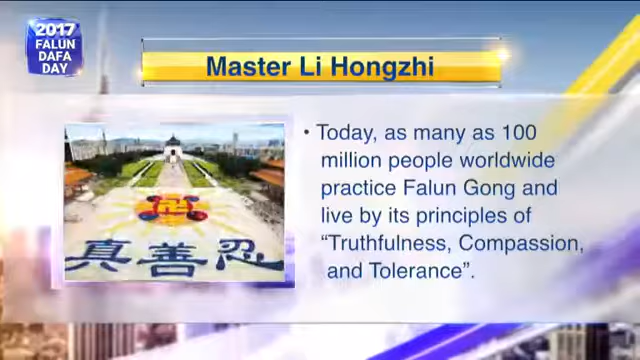 2017
FALUN
DAFA
DAY
Master Li Hongzhi
• Today, as many as 100
million people worldwide
practice Falun Gong and
live by its principles of
“Truthfulness, Compassion,
and Tolerance”.
真善忍